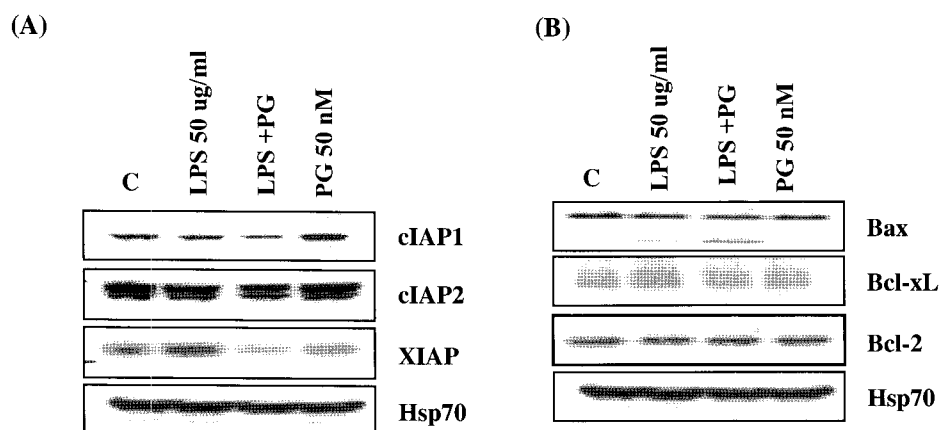 (A)
C
LPS 50 ug/ml
LPS +PG
PG 50 nM
cIAP1
cIAP2
XIAP
Hsp70
(B)
C
LPS 50 ug/ml
LPS +PG
PG 50 nM
Bax
Bcl-xL
Bcl-2
Hsp70